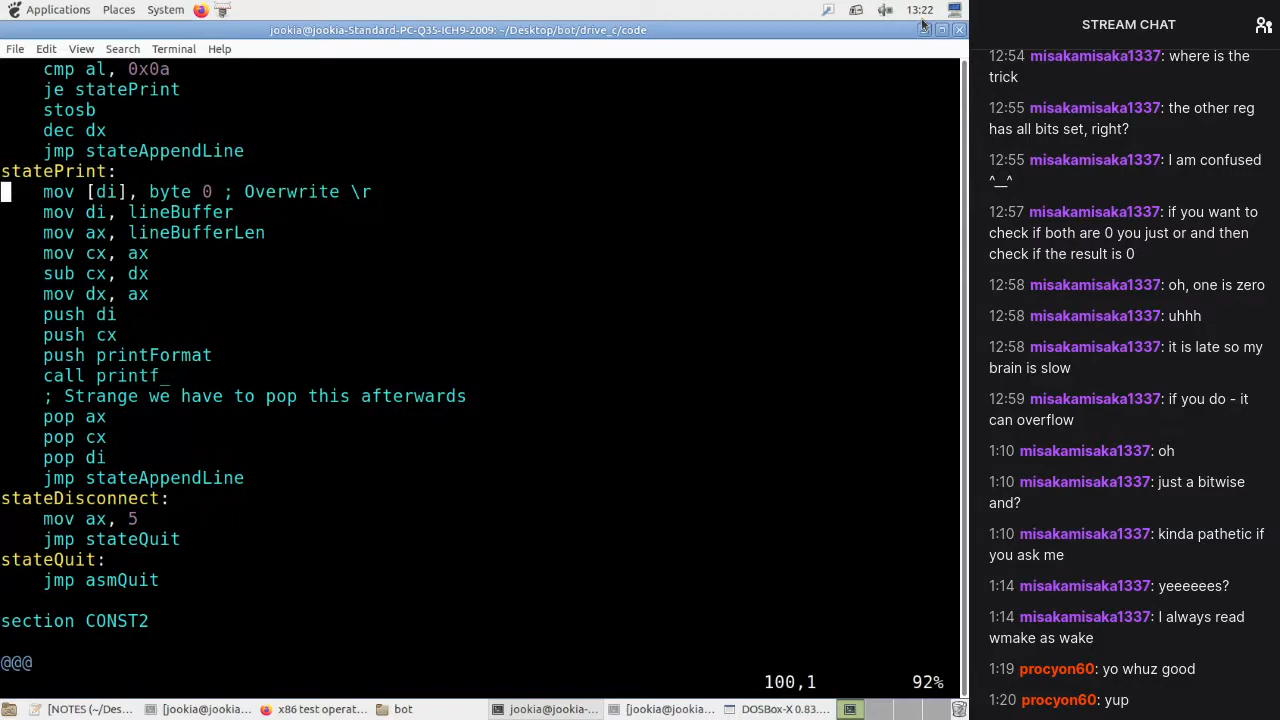 Applications Places System 13:22
jookia@jookia-Standard-PC-Q35-ICH9-2009: ~/Desktop/bot/drive_c/code
File Edit View Search Terminal Help
cmp al, 0x0a
je statePrint
stosb
dec dx
jmp stateAppendLine
statePrint:
mov [di], byte 0 ; Overwrite \r
mov di, lineBuffer
mov ax, lineBufferLen
mov cx, ax
sub cx, dx
mov dx, ax
push di
push cx
push printFormat
call printf_
; Strange we have to pop this afterwards
pop ax
pop cx
pop di
jmp stateAppendLine
stateDisconnect:
mov ax, 5
jmp stateQuit
stateQuit:
jmp asmQuit
section CONST2
@@@
100,1 92%
[NOTES (~/Des... [jookia@jookia... x86 test operat... bot jookia@jookia-... [jookia@jookia... DOSBox-X 0.83....
STREAM CHAT
12:54 misakamisaka1337: where is the
trick
12:55 misakamisaka1337: the other reg
has all bits set, right?
12:55 misakamisaka1337: I am confused
^__^
12:57 misakamisaka1337: if you want to
check if both are 0 you just or and then
check if the result is 0
12:58 misakamisaka1337: oh, one is zero
12:58 misakamisaka1337: uhhh
12:58 misakamisaka1337: it is late so my
brain is slow
12:59 misakamisaka1337: if you do - it
can overflow
1:10 misakamisaka1337: oh
1:10 misakamisaka1337: just a bitwise
and?
1:10 misakamisaka1337: kinda pathetic if
you ask me
1:14 misakamisaka1337: yeeeeees?
1:14 misakamisaka1337: I always read
wmake as wake
1:19 procyon60: yo whuz good
1:20 procyon60: yup